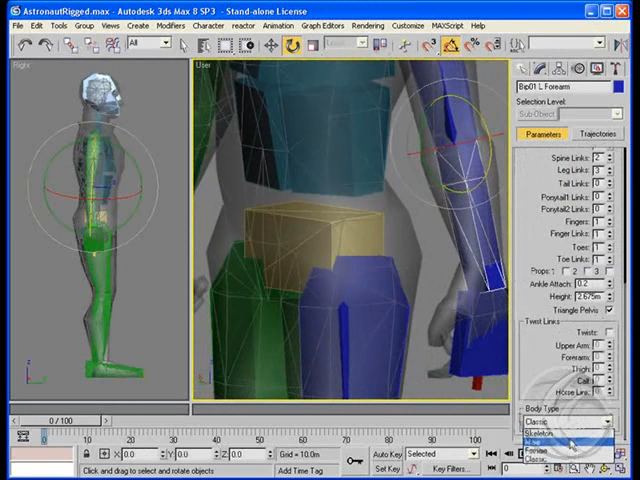 AstronautRigged.max - Autodesk 3ds Max 8 SP3 - Stand-alone License
File Edit Tools Group Views Create Modifiers Character reactor Animation Graph Editors Rendering Customize MAXScript Help
All
Local
Right
User
Bip01 L Forearm
Selection Level:
Sub-Object
Parameters Trajectories
Spine Links: 2
Leg Links: 3
Tail Links: 0
Ponytail1 Links: 0
Ponytail2 Links: 0
Fingers: 1
Finger Links: 1
Toes: 1
Toe Links: 1
Props: 1 2 3
Ankle Attach: 0.2
Height: 2.675m
Triangle Pelvis
Twist Links
Twists:
Upper Arm: 0
Forearm: 0
Thigh: 0
Calf: 0
Horse Link: 0
Body Type
Classic
Skeleton
Male
Female
Classic
0 / 100
0 10 20 30 40 50 60 70 80 90 100
X: 0.0 Y: 0.0 Z: 0.0 Grid = 10.0m
Auto Key Selected
Click and drag to select and rotate objects
Add Time Tag
Set Key Key Filters... 0